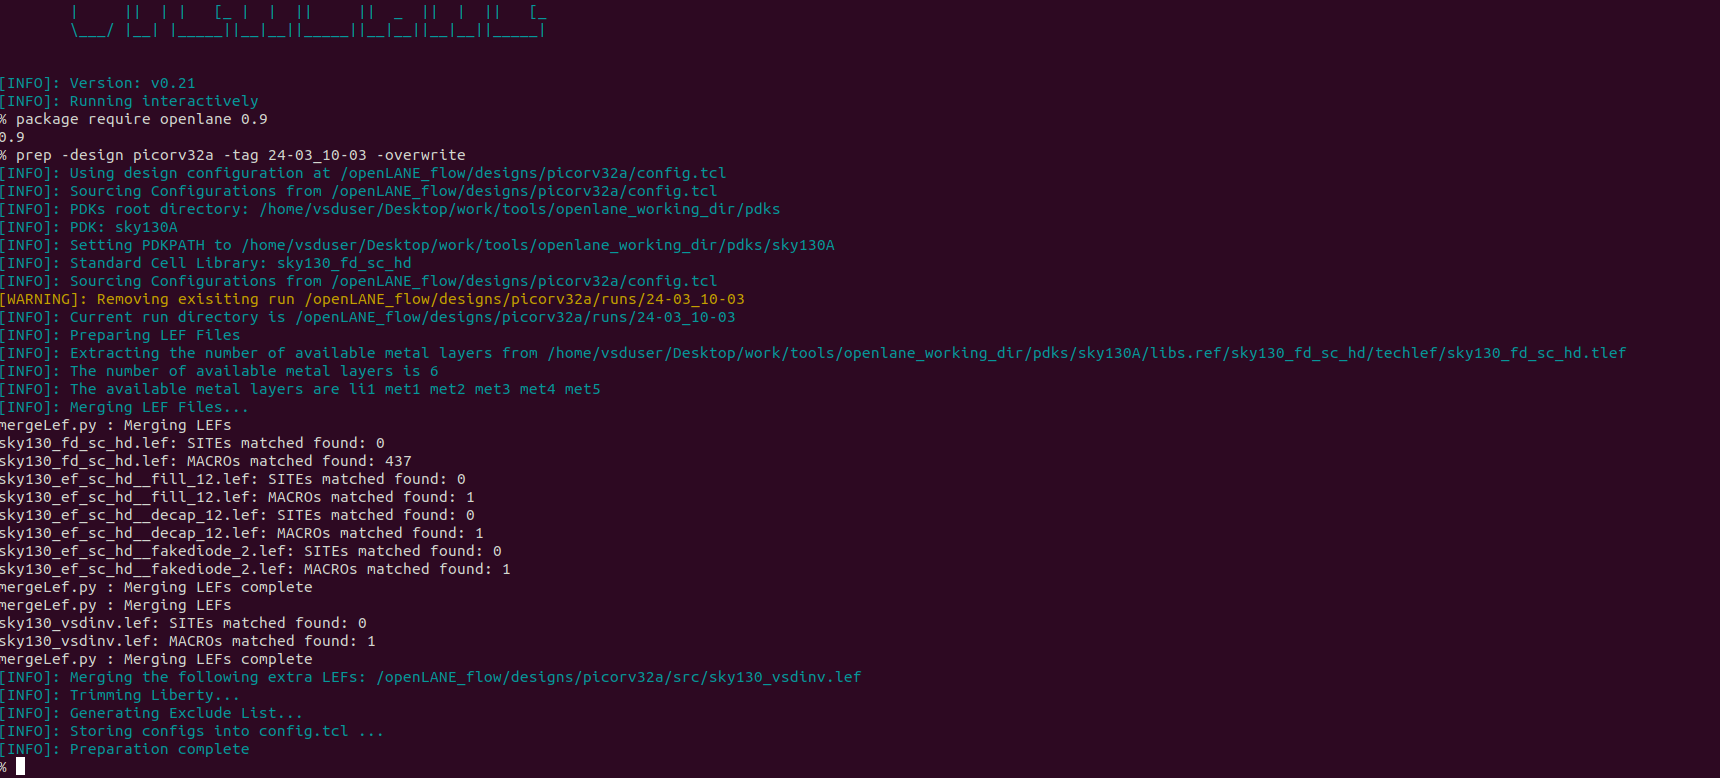 [INFO]: Version: v0.21
[INFO]: Running interactively
% package require openlane 0.9
0.9
% prep -design picorv32a -tag 24-03_10-03 -overwrite
[INFO]: Using design configuration at /openLANE_flow/designs/picorv32a/config.tcl
[INFO]: Sourcing Configurations from /openLANE_flow/designs/picorv32a/config.tcl
[INFO]: PDKs root directory: /home/vsduser/Desktop/work/tools/openlane_working_dir/pdks
[INFO]: PDK: sky130A
[INFO]: Setting PDKPATH to /home/vsduser/Desktop/work/tools/openlane_working_dir/pdks/sky130A
[INFO]: Standard Cell Library: sky130_fd_sc_hd
[INFO]: Sourcing Configurations from /openLANE_flow/designs/picorv32a/config.tcl
[WARNING]: Removing exisiting run /openLANE_flow/designs/picorv32a/runs/24-03_10-03
[INFO]: Current run directory is /openLANE_flow/designs/picorv32a/runs/24-03_10-03
[INFO]: Preparing LEF Files
[INFO]: Extracting the number of available metal layers from /home/vsduser/Desktop/work/tools/openlane_working_dir/pdks/sky130A/libs.ref/sky130_fd_sc_hd/techlef/sky130_fd_sc_hd.tlef
[INFO]: The number of available metal layers is 6
[INFO]: The available metal layers are li1 met1 met2 met3 met4 met5
[INFO]: Merging LEF Files...
mergeLef.py : Merging LEFs
sky130_fd_sc_hd.lef: SITEs matched found: 0
sky130_fd_sc_hd.lef: MACROs matched found: 437
sky130_ef_sc_hd__fill_12.lef: SITEs matched found: 0
sky130_ef_sc_hd__fill_12.lef: MACROs matched found: 1
sky130_ef_sc_hd__decap_12.lef: SITEs matched found: 0
sky130_ef_sc_hd__decap_12.lef: MACROs matched found: 1
sky130_ef_sc_hd__fakediode_2.lef: SITEs matched found: 0
sky130_ef_sc_hd__fakediode_2.lef: MACROs matched found: 1
mergeLef.py : Merging LEFs complete
mergeLef.py : Merging LEFs
sky130_vsdinv.lef: SITEs matched found: 0
sky130_vsdinv.lef: MACROs matched found: 1
mergeLef.py : Merging LEFs complete
[INFO]: Merging the following extra LEFs: /openLANE_flow/designs/picorv32a/src/sky130_vsdinv.lef
[INFO]: Trimming Liberty...
[INFO]: Generating Exclude List...
[INFO]: Storing configs into config.tcl ...
[INFO]: Preparation complete
%